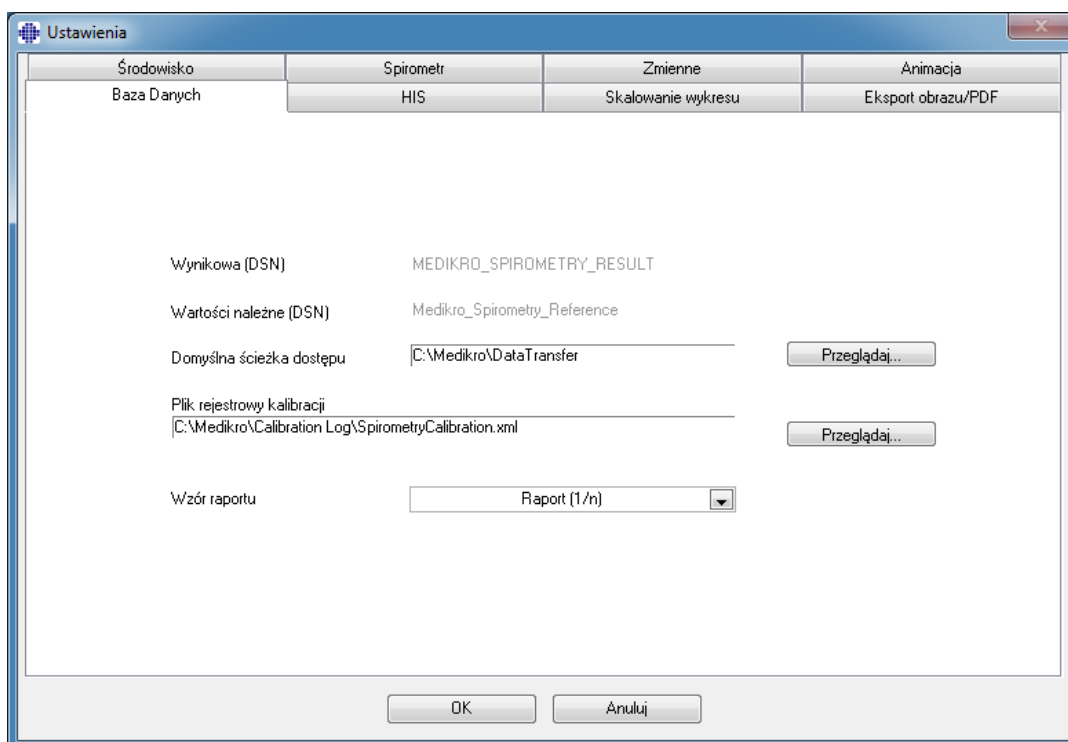 Ustawienia
Środowisko Spirometr Zmienne Animacja
Baza Danych HIS Skalowanie wykresu Eksport obrazu/PDF
Wynikowa (DSN) MEDIKRO_SPIROMETRY_RESULT
Wartości należne (DSN) Medikro_Spirometry_Reference
Domyślna ścieżka dostępu C:\Medikro\DataTransfer Przeglądaj...
Plik rejestrowy kalibracji
C:\Medikro\Calibration Log\SpirometryCalibration.xml Przeglądaj...
Wzór raportu Raport (1/n)
OK Anuluj